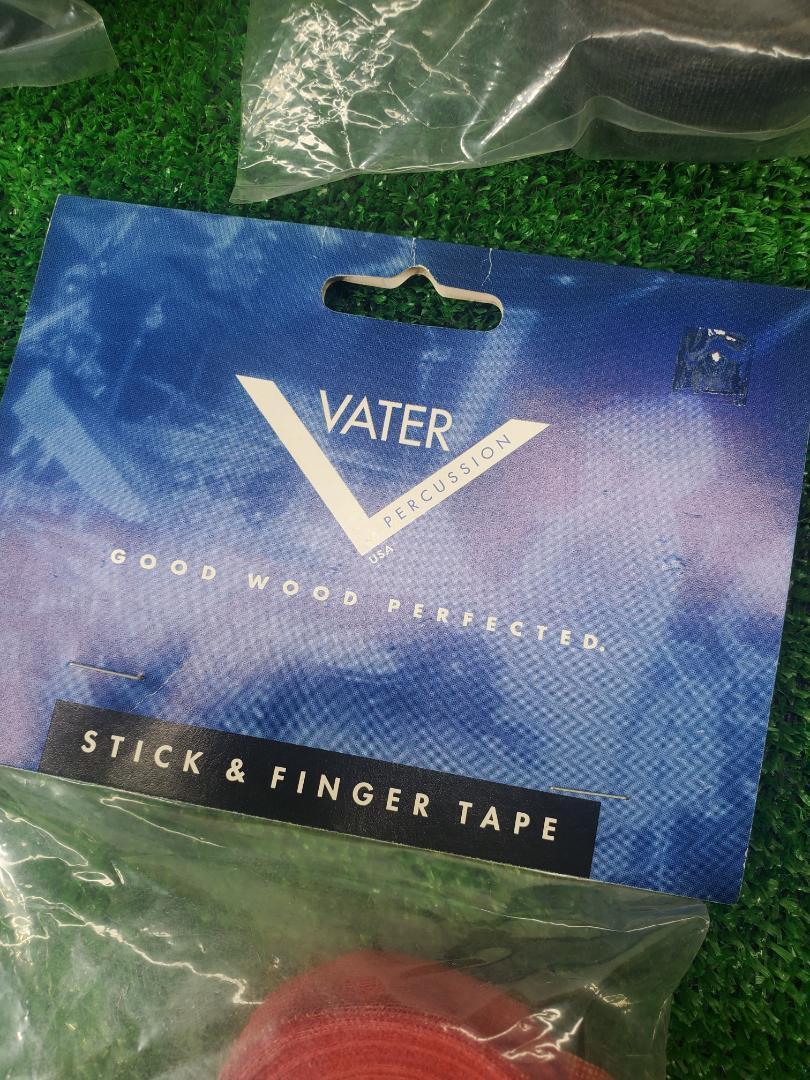 VATER
PERCUSSION
USA
GOOD WOOD PERFECTED.
STICK & FINGER TAPE